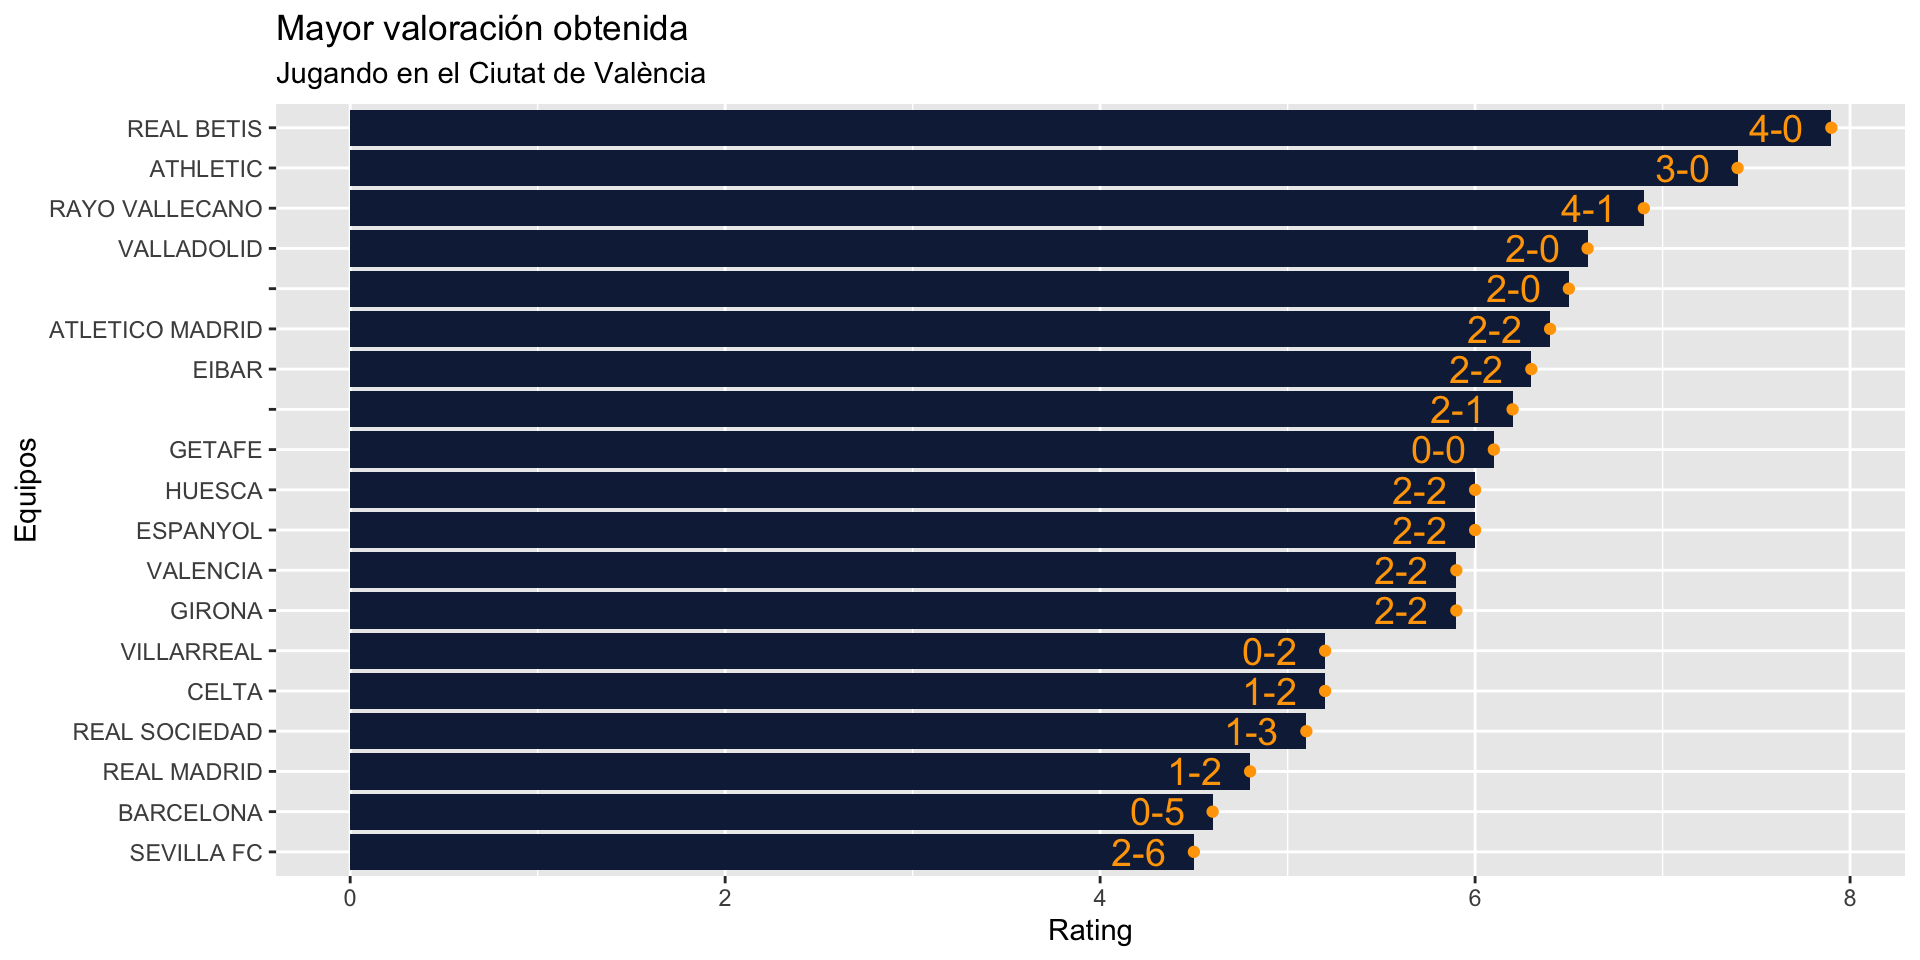 Mayor valoración obtenida
Jugando en el Ciutat de València
REAL BETIS 4-0
ATHLETIC 3-0
RAYO VALLECANO 4-1
VALLADOLID 2-0
2-0
ATLETICO MADRID 2-2
EIBAR 2-2
2-1
GETAFE 0-0
HUESCA 2-2
ESPANYOL 2-2
VALENCIA 2-2
GIRONA 2-2
VILLARREAL 0-2
CELTA 1-2
REAL SOCIEDAD 1-3
REAL MADRID 1-2
BARCELONA 0-5
SEVILLA FC 2-6
Equipos
0 2 4 6 8
Rating